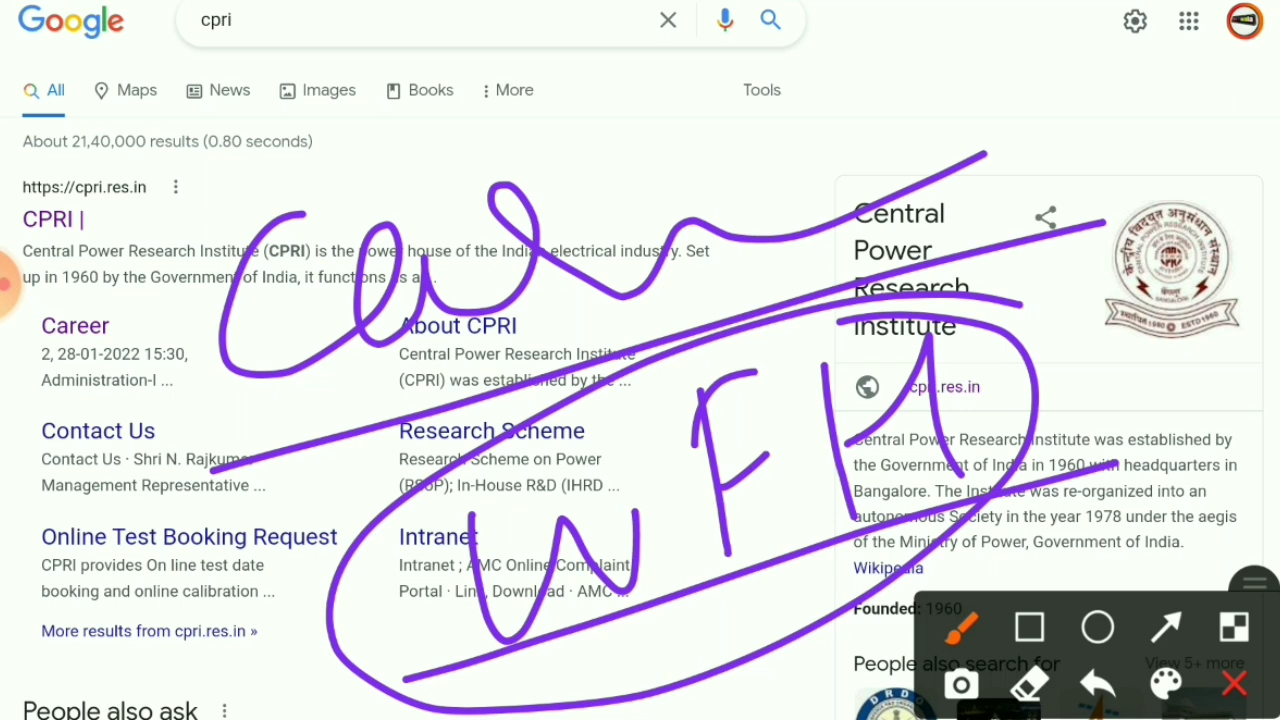 Google
cpri
All
Maps
News
Images
Books
More
Tools
About 21,40,000 results (0.80 seconds)
https://cpri.res.in
CPRI |
Central Power Research Institute (CPRI) is the power house of the Indian electrical industry. Set
up in 1960 by the Government of India, it functions as a ...
Career
2, 28-01-2022 15:30,
Administration-I ...
About CPRI
Central Power Research Institute
(CPRI) was established by the ...
Contact Us
Contact Us · Shri N. Rajkumar
Management Representative ...
Research Scheme
Research Scheme on Power
(RSoP); In-House R&D (IHRD ...
Online Test Booking Request
CPRI provides On line test date
booking and online calibration ...
Intranet
Intranet ; AMC Online Complaint
Portal · Link, Download · AMC ...
More results from cpri.res.in »
People also ask
Central
Power
Research
Institute
केन्द्रीय विद्युत अनुसंधान संस्थान
ESTD 1960
cpri.res.in
Central Power Research Institute was established by
the Government of India in 1960 with headquarters in
Bangalore. The Institute was re-organized into an
autonomous Society in the year 1978 under the aegis
of the Ministry of Power, Government of India.
Wikipedia
Founded: 1960
People also search for
View 5+ more
DRDO